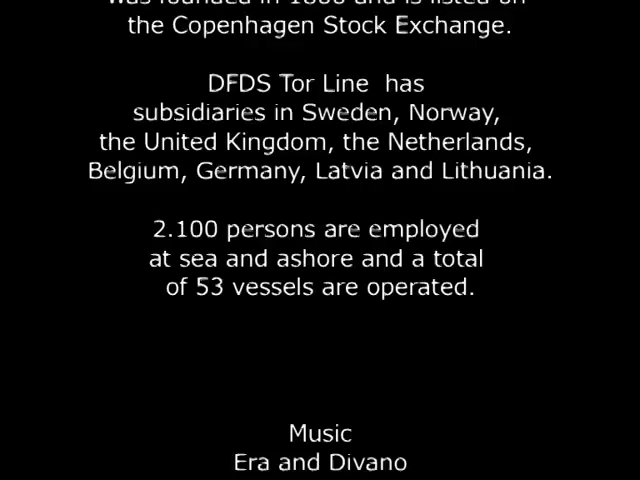 was founded in 1866 and is listed on
the Copenhagen Stock Exchange.
DFDS Tor Line has
subsidiaries in Sweden, Norway,
the United Kingdom, the Netherlands,
Belgium, Germany, Latvia and Lithuania.
2.100 persons are employed
at sea and ashore and a total
of 53 vessels are operated.
Music
Era and Divano